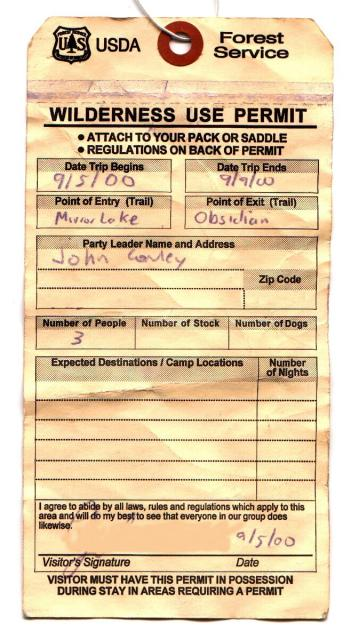 UAS USDA Forest
Service
WILDERNESS USE PERMIT
• ATTACH TO YOUR PACK OR SADDLE
• REGULATIONS ON BACK OF PERMIT
Date Trip Begins Date Trip Ends
9/5/00 9/9/00
Point of Entry (Trail) Point of Exit (Trail)
Mirror Lake Obsidian
Party Leader Name and Address
John
Zip Code
Number of People Number of Stock Number of Dogs
3
Expected Destinations / Camp Locations Number
of Nights
I agree to abide by all laws, rules and regulations which apply to this
area and will do my best to see that everyone in our group does
likewise.
9/5/00
Visitor's Signature Date
VISITOR MUST HAVE THIS PERMIT IN POSSESSION
DURING STAY IN AREAS REQUIRING A PERMIT